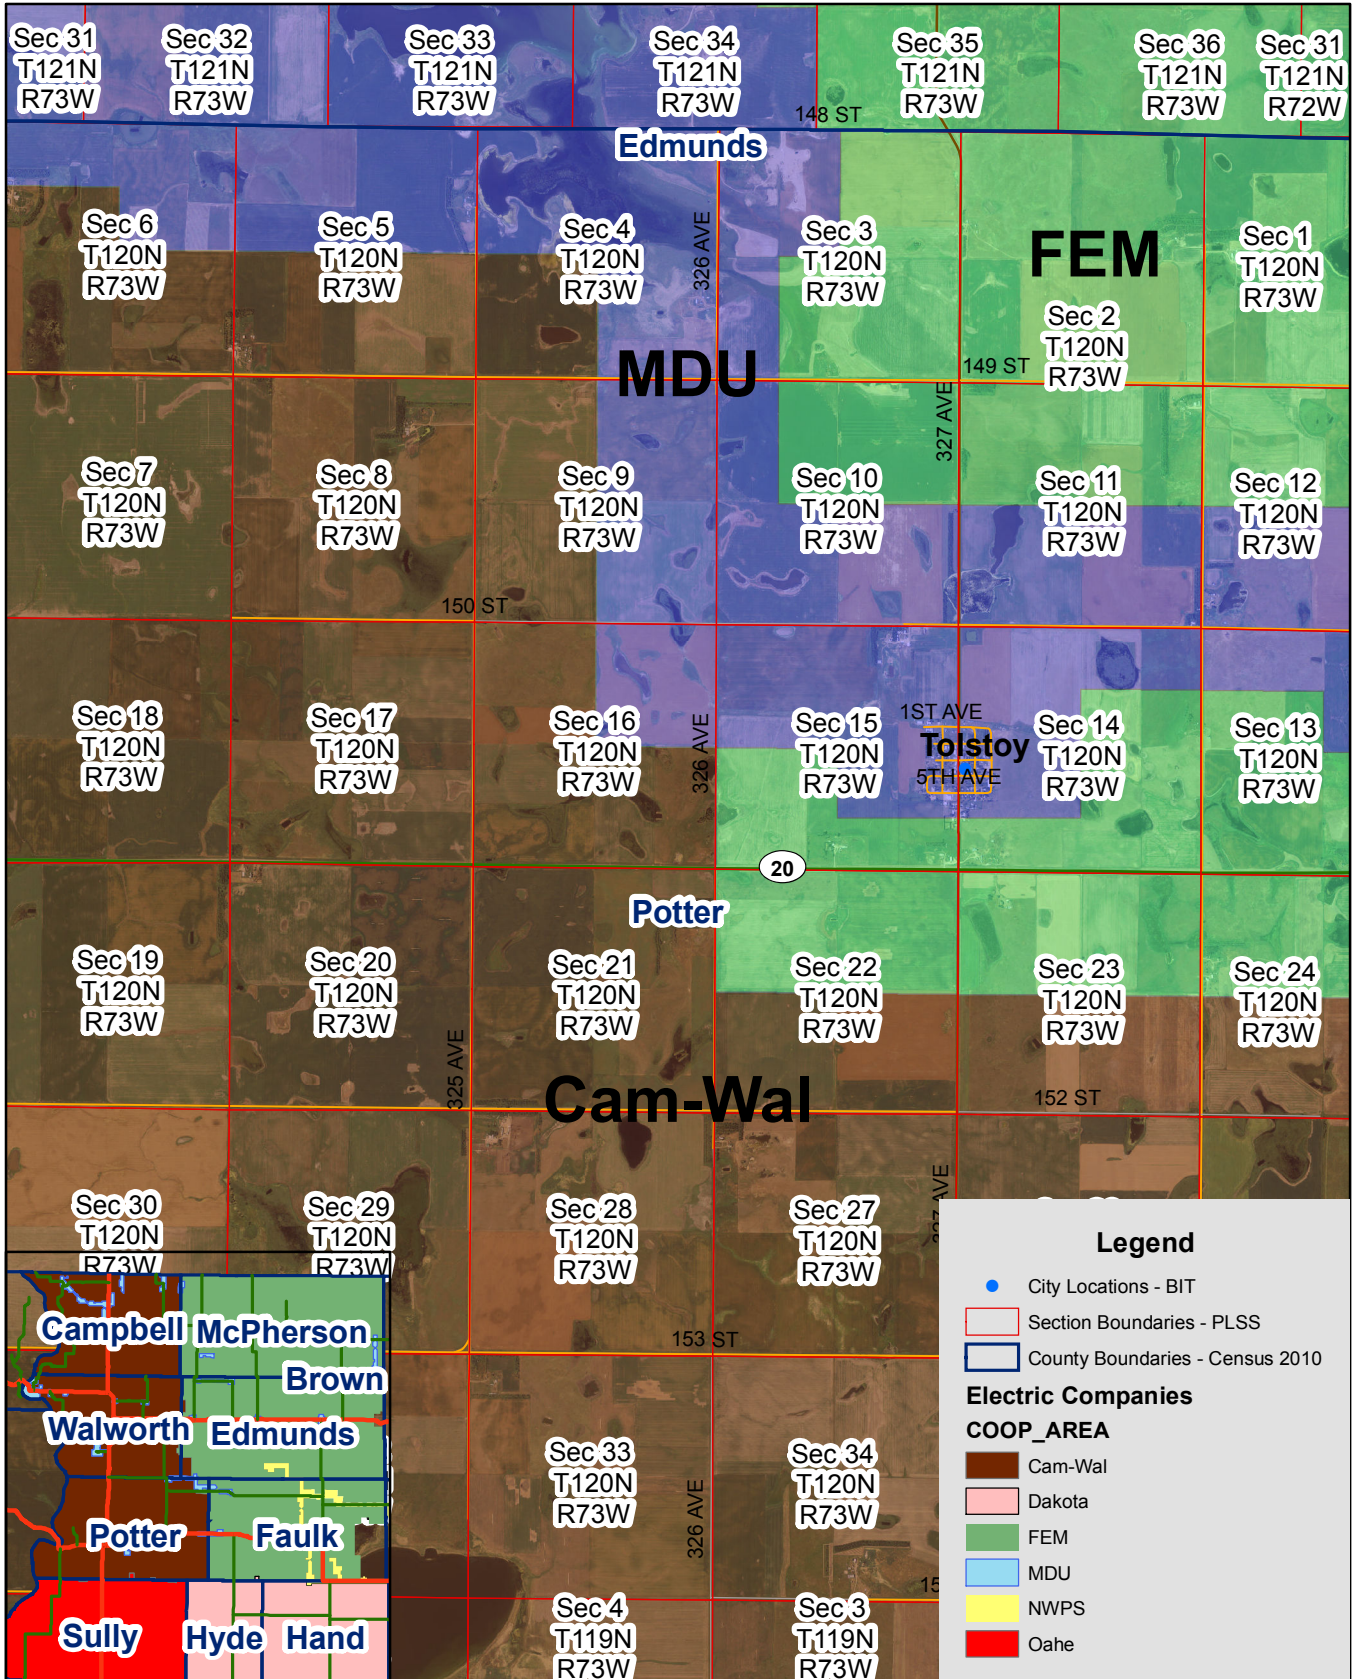 Sec 31
T121N
R73W
Sec 32
T121N
R73W
Sec 33
T121N
R73W
Sec 34
T121N
R73W
Sec 35
T121N
R73W
Sec 36
T121N
R73W
Sec 31
T121N
R72W
148 ST
Edmunds
Sec 6
T120N
R73W
Sec 5
T120N
R73W
Sec 4
T120N
R73W
326 AVE
Sec 3
T120N
R73W
FEM
Sec 2
T120N
R73W
Sec 1
T120N
R73W
MDU
149 ST
327 AVE
Sec 7
T120N
R73W
Sec 8
T120N
R73W
Sec 9
T120N
R73W
Sec 10
T120N
R73W
Sec 11
T120N
R73W
Sec 12
T120N
R73W
150 ST
Sec 18
T120N
R73W
Sec 17
T120N
R73W
Sec 16
T120N
R73W
326 AVE
Sec 15
T120N
R73W
1ST AVE
Tolstoy
5TH AVE
Sec 14
T120N
R73W
Sec 13
T120N
R73W
20
Potter
Sec 19
T120N
R73W
Sec 20
T120N
R73W
Sec 21
T120N
R73W
Sec 22
T120N
R73W
Sec 23
T120N
R73W
Sec 24
T120N
R73W
325 AVE
Cam-Wal
152 ST
Sec 30
T120N
R73W
Sec 29
T120N
R73W
Sec 28
T120N
R73W
Sec 27
T120N
R73W
327 AVE
153 ST
Sec 33
T120N
R73W
326 AVE
Sec 34
T120N
R73W
Sec 4
T119N
R73W
Sec 3
T119N
R73W
Campbell
McPherson
Brown
Walworth
Edmunds
Potter
Faulk
Sully
Hyde
Hand
Legend
City Locations - BIT
Section Boundaries - PLSS
County Boundaries - Census 2010
Electric Companies
COOP_AREA
Cam-Wal
Dakota
FEM
MDU
NWPS
Oahe